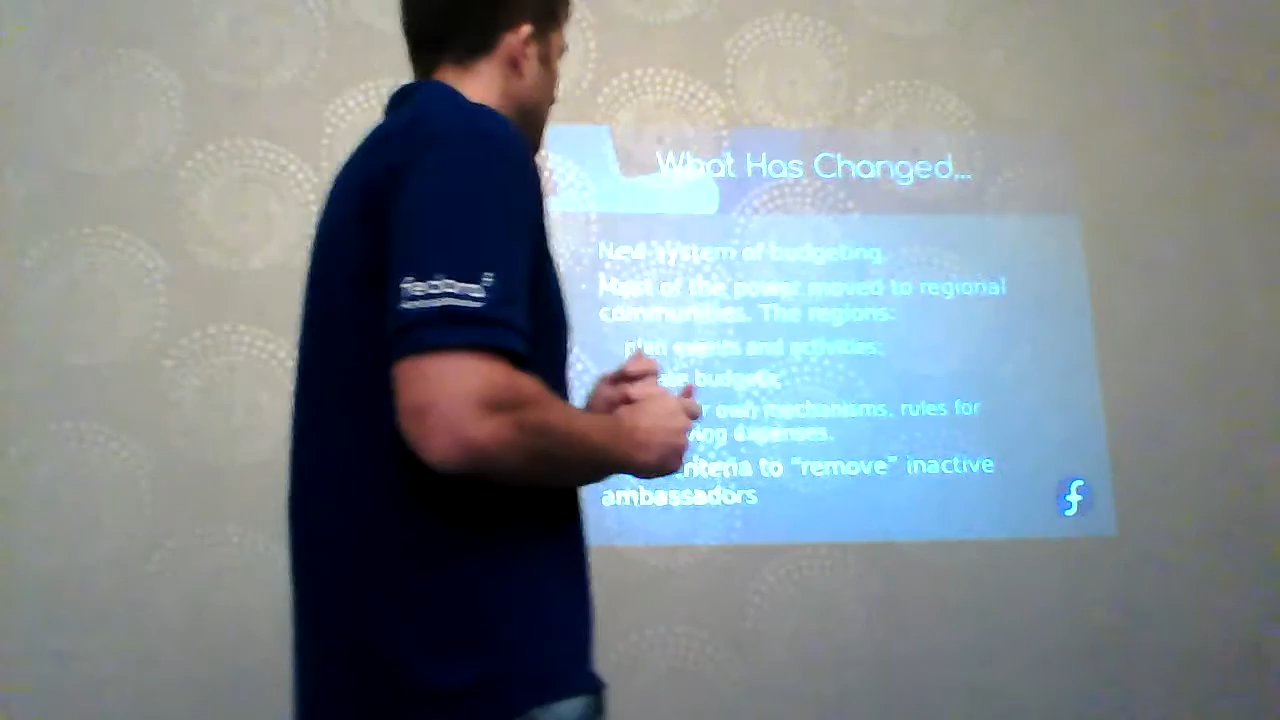 What Has Changed...
New system of budgeting
Most of the power moved to regional
communities. The regions:
plan events and activities;
budgets;
own mechanisms, rules for
expenses.
criteria to “remove” inactive
ambassadors
fedora